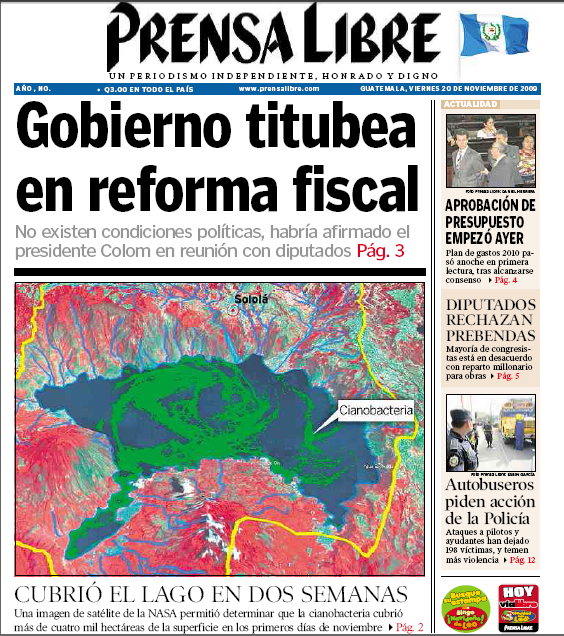 PRENSA LIBRE
UN PERIODISMO INDEPENDIENTE, HONRADO Y DIGNO
AÑO , NO. • Q3.00 EN TODO EL PAÍS www.prensalibre.com GUATEMALA, VIERNES 20 DE NOVIEMBRE DE 2009
Gobierno titubea
en reforma fiscal
No existen condiciones políticas, habría afirmado el
presidente Colom en reunión con diputados Pág. 3
Sololá
Cianobacteria
CUBRIÓ EL LAGO EN DOS SEMANAS
Una imagen de satélite de la NASA permitió determinar que la cianobacteria cubrió
más de cuatro mil hectáreas de la superficie en los primeros días de noviembre Pág. 2
ACTUALIDAD
APROBACIÓN DE
PRESUPUESTO
EMPEZÓ AYER
Plan de gastos 2010 pa-
só anoche en primera
lectura, tras alcanzarse
consenso Pág. 4
DIPUTADOS
RECHAZAN
PREBENDAS
Mayoría de congresis-
tas está en desacuerdo
con reparto millonario
para obras Pág. 5
Autobuseros
piden acción
de la Policía
Ataques a pilotos y
ayudantes han dejado
198 víctimas, y temen
más violencia Pág. 12
Busque
estampa
HOY
PRENSA LIBRE